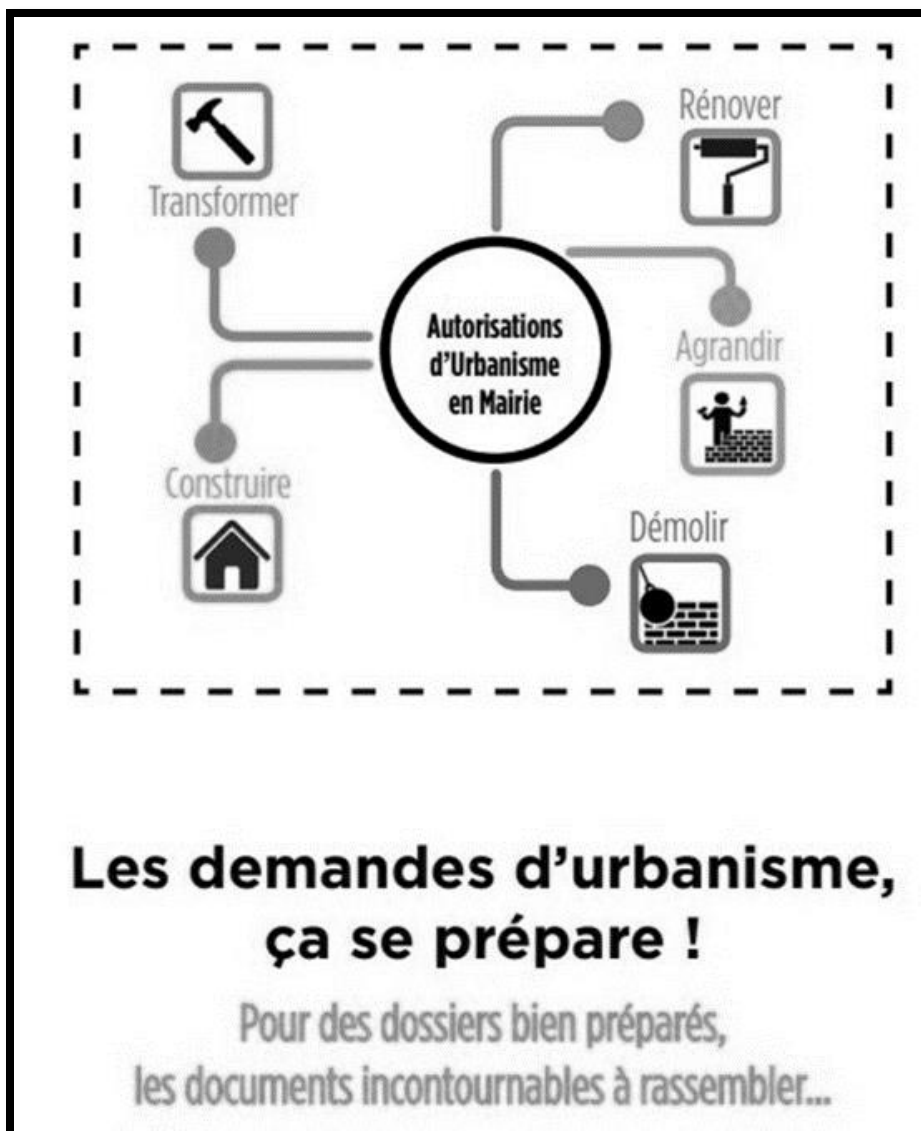 Transformer
Rénover
Autorisations
d'Urbanisme
en Mairie
Agrandir
Construire
Démolir
Les demandes d'urbanisme,
ça se prépare !
Pour des dossiers bien préparés,
les documents incontournables à rassembler...